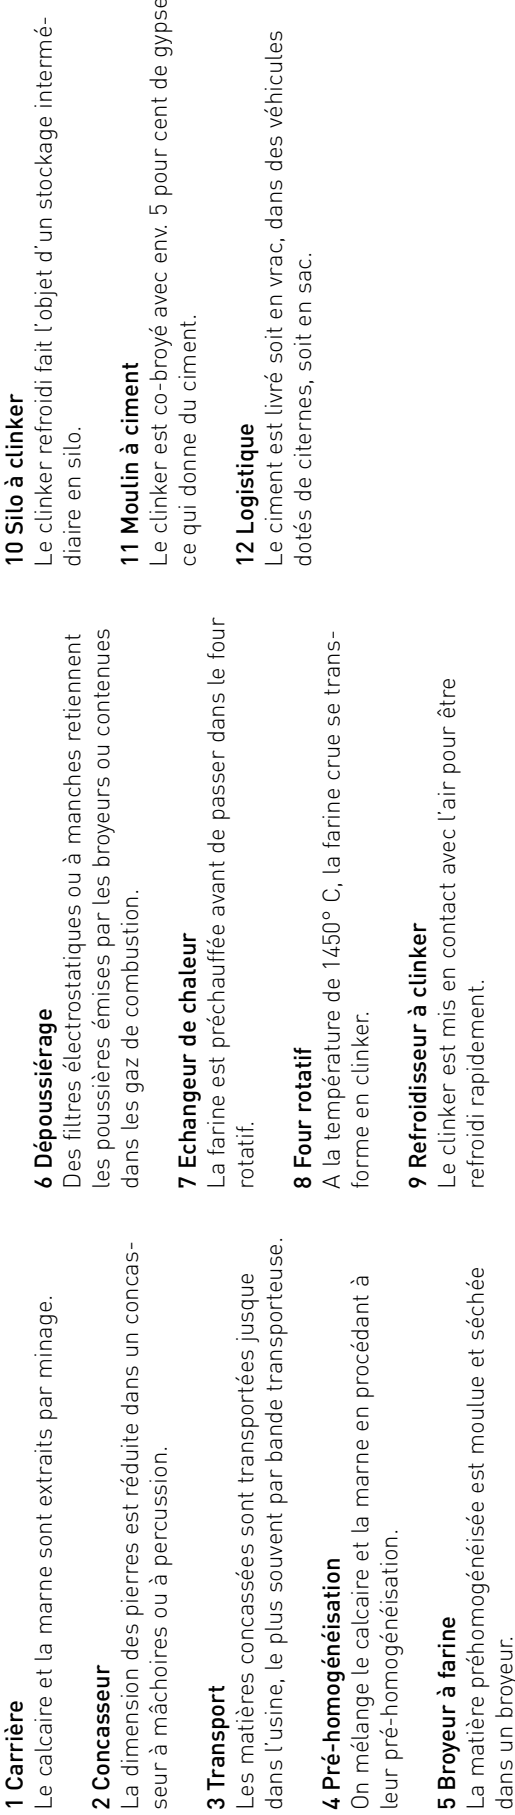 1 Carrière
Le calcaire et la marne sont extraits par minage.
2 Concasseur
La dimension des pierres est réduite dans un concas-
seur à mâchoires ou à percussion.
3 Transport
Les matières concassées sont transportées jusque
dans l'usine, le plus souvent par bande transporteuse.
4 Pré-homogénéisation
On mélange le calcaire et la marne en procédant à
leur pré-homogénéisation.
5 Broyeur à farine
La matière préhomogénéisée est moulue et séchée
dans un broyeur.
6 Dépoussiérage
Des filtres électrostatiques ou à manches retiennent
les poussières émises par les broyeurs ou contenues
dans les gaz de combustion.
7 Echangeur de chaleur
La farine est préchauffée avant de passer dans le four
rotatif.
8 Four rotatif
A la température de 1450° C, la farine crue se trans-
forme en clinker.
9 Refroidisseur à clinker
Le clinker est mis en contact avec l'air pour être
refroidi rapidement.
10 Silo à clinker
Le clinker refroidi fait l'objet d'un stockage intermé-
diaire en silo.
11 Moulin à ciment
Le clinker est co-broyé avec env. 5 pour cent de gypse
ce qui donne du ciment.
12 Logistique
Le ciment est livré soit en vrac, dans des véhicules
dotés de citernes, soit en sac.